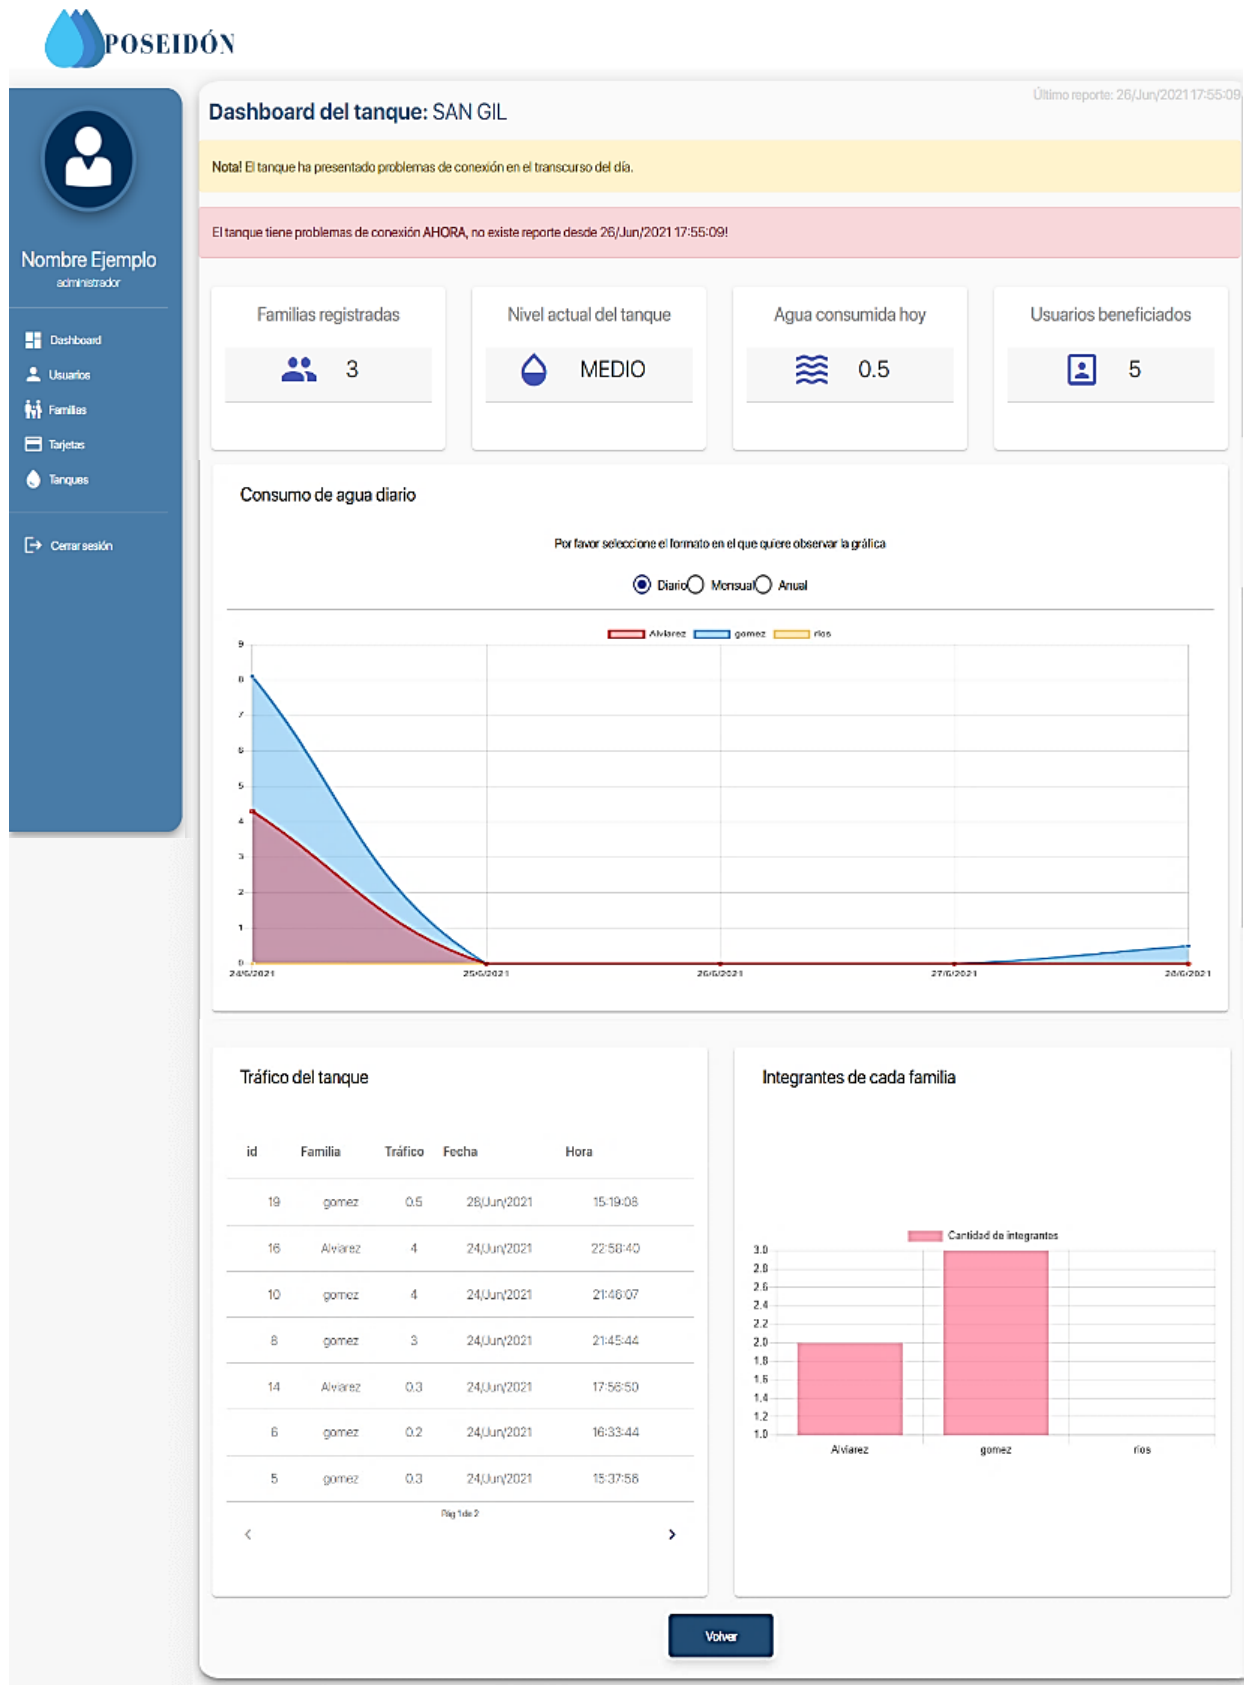 POSEIDÓN
Último reporte: 26/Jun/2021 17:55:09
Dashboard del tanque: SAN GIL
Nota! El tanque ha presentado problemas de conexión en el transcurso del día.
El tanque tiene problemas de conexión AHORA, no existe reporte desde 26/Jun/2021 17:55:09!
Nombre Ejemplo
administrador
Dashboard
Usuarios
Familias
Tarjetas
Tanques
Cerrar sesión
Familias registradas
3
Nivel actual del tanque
MEDIO
Agua consumida hoy
0.5
Usuarios beneficiados
5
Consumo de agua diario
Por favor seleccione el formato en el que quiere observar la gráfica
Diario Mensual Anual
Alviarez gomez rios
9
8
7
6
5
4
3
2
1
0
24/6/2021 25/6/2021 26/6/2021 27/6/2021 28/6/2021
Tráfico del tanque
id Familia Tráfico Fecha Hora
19 gomez 0.5 28/Jun/2021 15:19:08
16 Alviarez 4 24/Jun/2021 22:58:40
10 gomez 4 24/Jun/2021 21:46:07
8 gomez 3 24/Jun/2021 21:45:44
14 Alviarez 0.3 24/Jun/2021 17:56:50
6 gomez 0.2 24/Jun/2021 16:33:44
5 gomez 0.3 24/Jun/2021 15:37:56
Pág 1 de 2
< >
Integrantes de cada familia
Cantidad de integrantes
3.0
2.8
2.6
2.4
2.2
2.0
1.8
1.6
1.4
1.2
1.0
Alviarez gomez rios
Volver